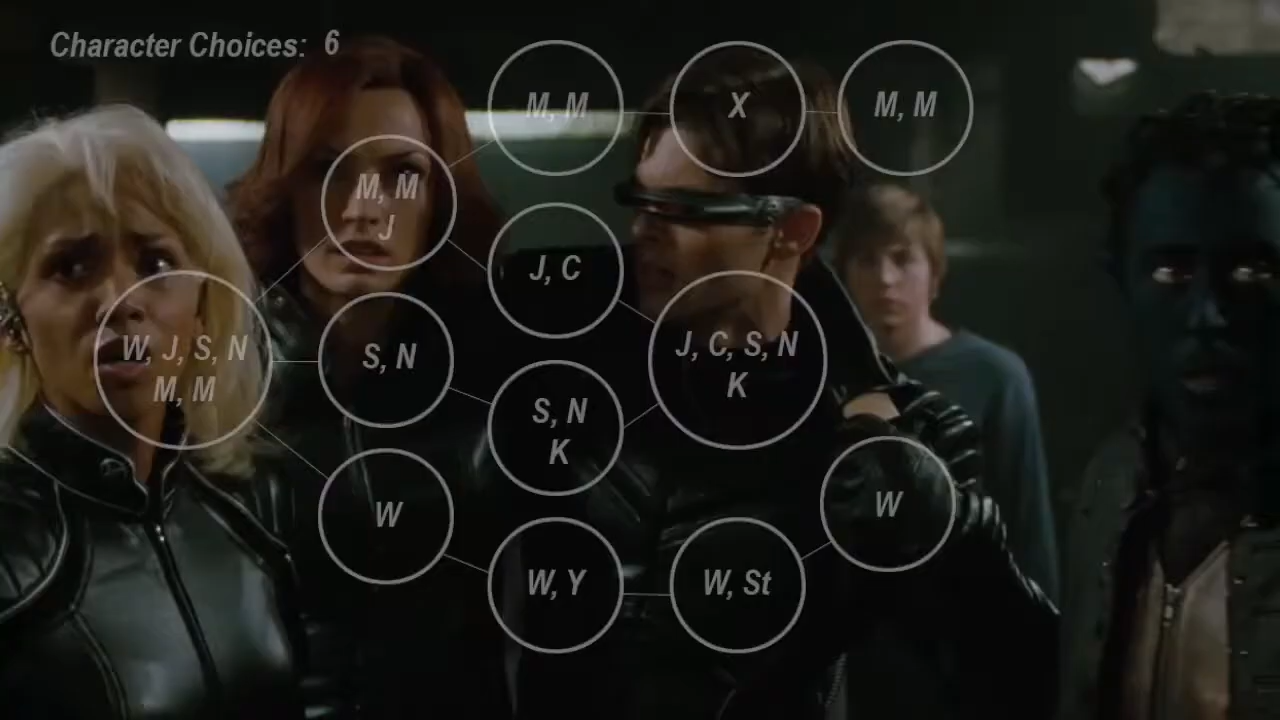 Character Choices: 6
M, M
X
M, M
M, M
J
J, C
W, J, S, N
M, M
S, N
J, C, S, N
K
S, N
K
W
W
W, Y
W, St